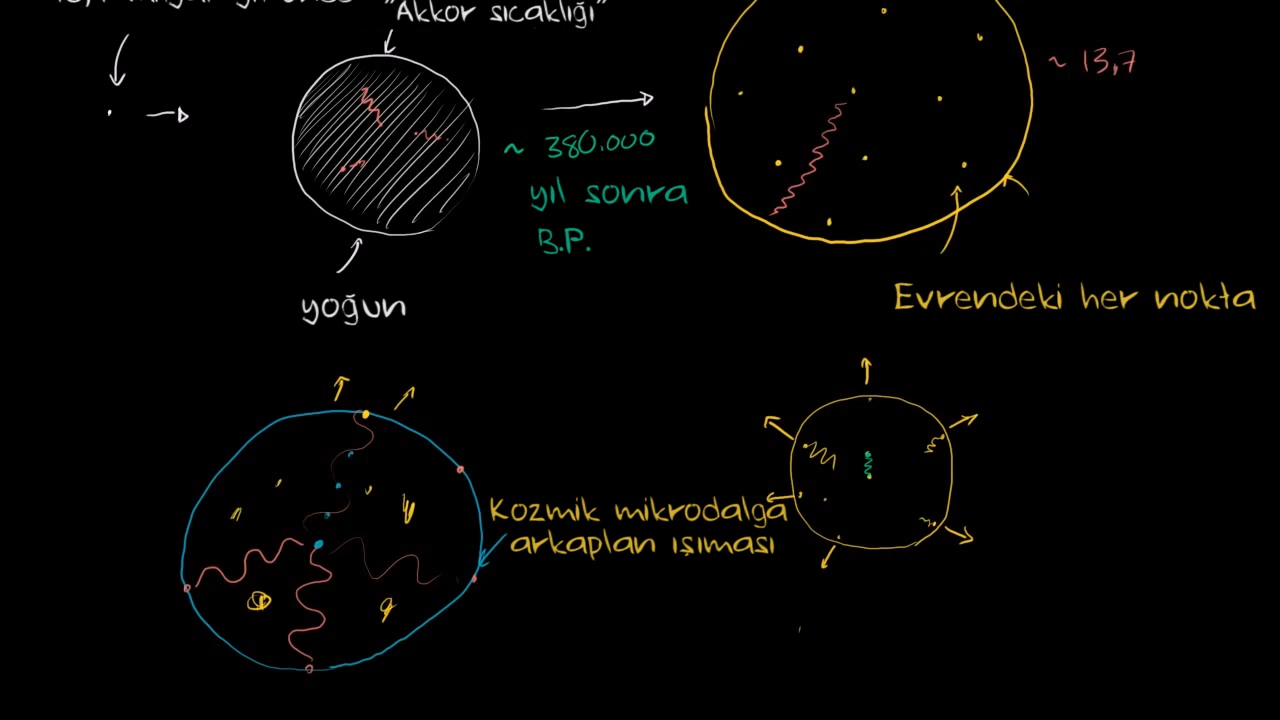 "Akkor sıcaklığı"
~ 13,7
~ 380.000
yıl sonra
B.P.
Evrendeki her nokta
yoğun
Kozmik mikrodalga
arkaplan ışıması